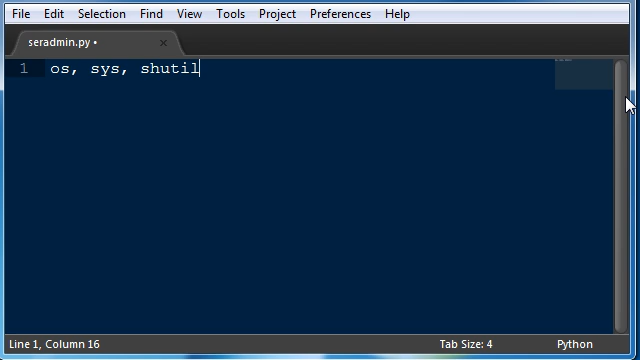 File Edit Selection Find View Tools Project Preferences Help
seradmin.py •
1 os, sys, shutil
Line 1, Column 16 Tab Size: 4 Python